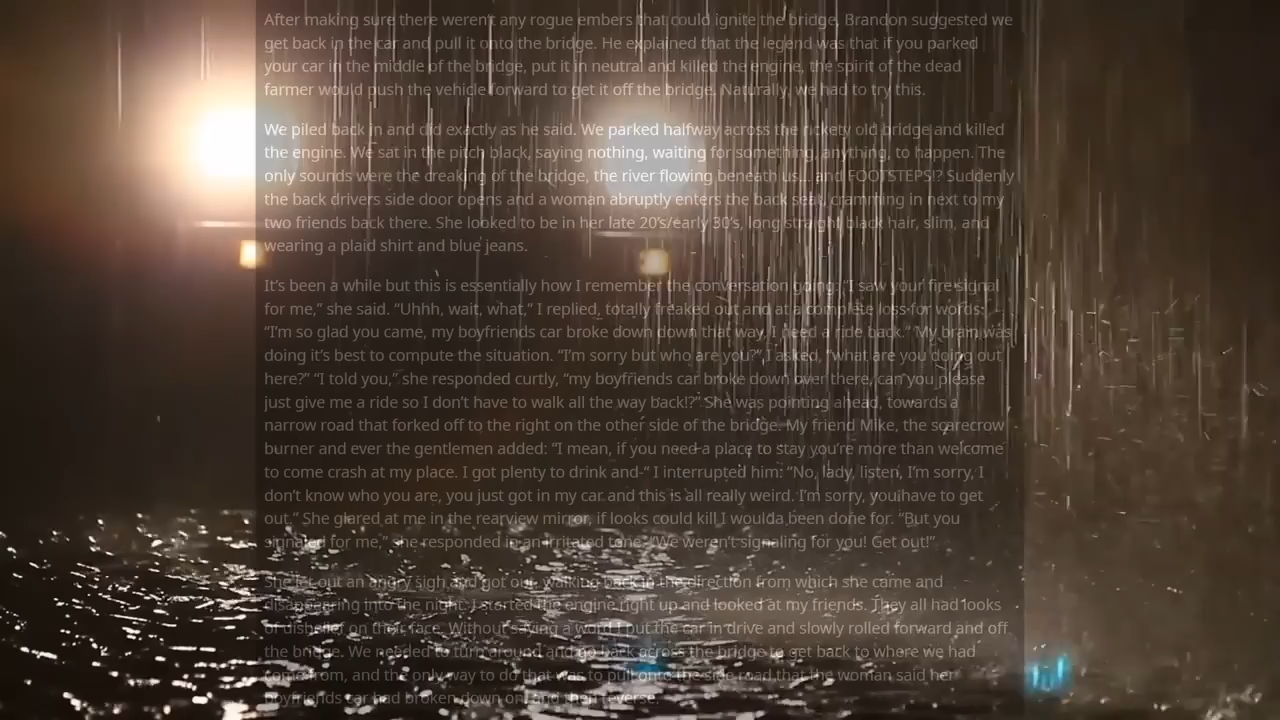 After making sure there weren't any rogue embers that could ignite the bridge, Brandon suggested we
get back in the car and pull it onto the bridge. He explained that the legend was that if you parked
your car in the middle of the bridge, put it in neutral and killed the engine, the spirit of the dead
farmer would push the vehicle forward to get it off the bridge. Naturally, we had to try this.
We piled back in and did exactly as he said. We parked halfway across the rickety old bridge and killed
the engine. We sat in the pitch black, saying nothing, waiting for something, anything, to happen. The
only sounds were the creaking of the bridge, the river flowing beneath us... and FOOTSTEPS!? Suddenly
the back drivers side door opens and a woman abruptly enters the back seat, cramming in next to my
two friends back there. She looked to be in her late 20's/early 30's, long straight black hair, slim, and
wearing a plaid shirt and blue jeans.
It's been a while but this is essentially how I remember the conversation going. “I saw your fire signal
for me,” she said. “Uhhh, wait, what,” I replied, totally freaked out and at a complete loss for words.
“I'm so glad you came, my boyfriends car broke down down that way, I need a ride back.” My brain was
doing it's best to compute the situation. “I'm sorry but who are you?”, I asked, “what are you doing out
here?” “I told you,” she responded curtly, “my boyfriends car broke down over there, can you please
just give me a ride so I don't have to walk all the way back!?” She was pointing ahead, towards a
narrow road that forked off to the right on the other side of the bridge. My friend Mike, the scarecrow
burner and ever the gentlemen added: “I mean, if you need a place to stay you're more than welcome
to come crash at my place. I got plenty to drink and-” I interrupted him: “No, lady, listen, I'm sorry, I
don't know who you are, you just got in my car and this is all really weird. I'm sorry, you have to get
out.” She glared at me in the rearview mirror, if looks could kill I woulda been done for. “But you
signaled for me,” she responded in an irritated tone. “We weren't signaling for you! Get out!”
She let out an angry sigh and got out, walking back in the direction from which she came and
disappearing into the night. I started the engine right up and looked at my friends. They all had looks
of disbelief on their face. Without saying a word I put the car in drive and slowly rolled forward and off
the bridge. We needed to turn around and go back across the bridge to get back to where we had
come from, and the only way to do that was to pull onto the side road that the woman said her
boyfriends car had broken down on, and then reverse.